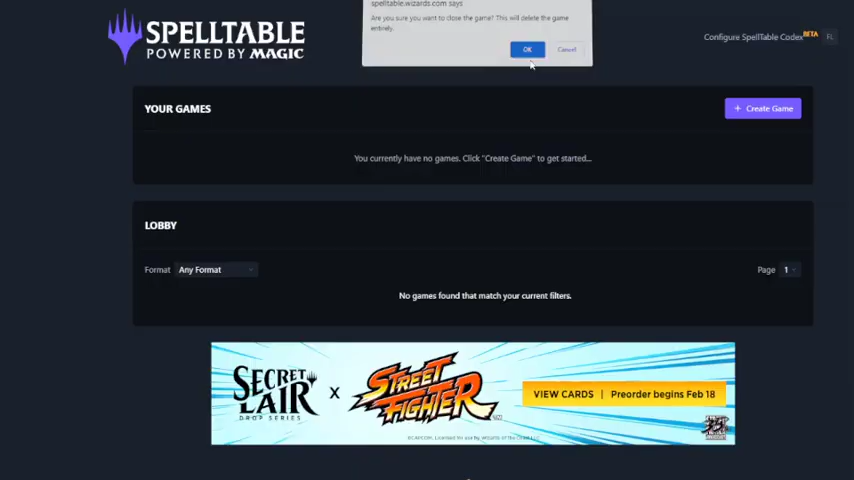 spelltable.wizards.com says
Are you sure you want to close the game? This will delete the game
entirely.
OK
Cancel
SPELLTABLE
POWERED BY MAGIC
Configure SpellTable Codex BETA
FL
YOUR GAMES
+ Create Game
You currently have no games. Click "Create Game" to get started...
LOBBY
Format
Any Format
Page
1
No games found that match your current filters.
SECRET
LAIR
DROP SERIES
x
STREET
FIGHTER
VIEW CARDS | Preorder begins Feb 18